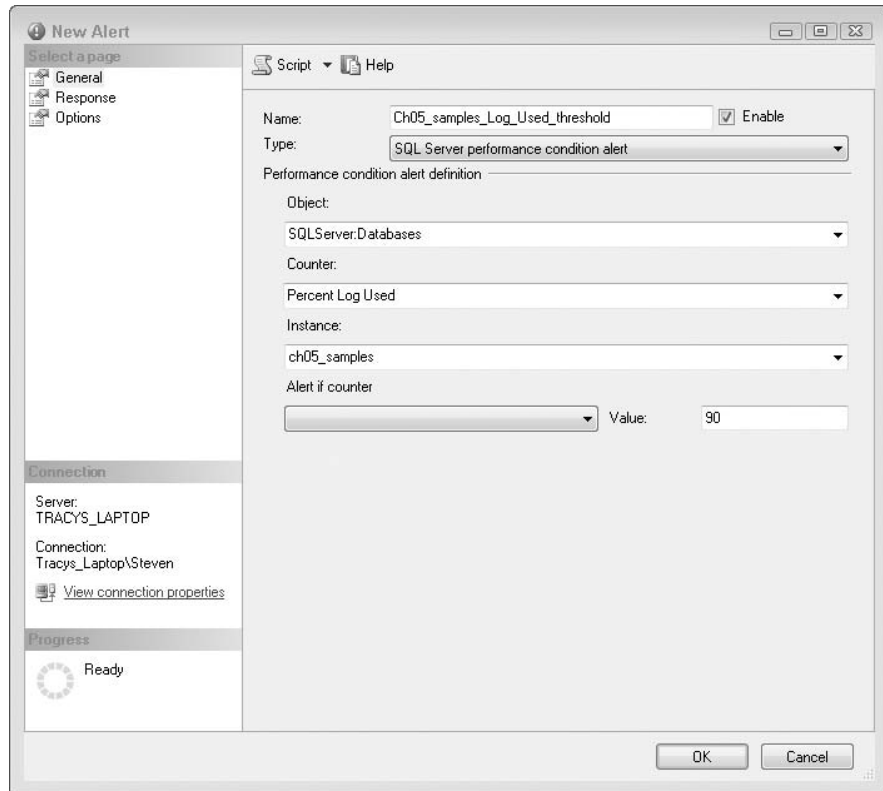 New Alert
Select a page
General
Response
Options
Script
Help
Name:
Ch05_samples_Log_Used_threshold
Enable
Type:
SQL Server performance condition alert
Performance condition alert definition
Object:
SQLServer:Databases
Counter:
Percent Log Used
Instance:
ch05_samples
Alert if counter
Value:
90
Connection
Server:
TRACYS_LAPTOP
Connection:
Tracys_Laptop\Steven
View connection properties
Progress
Ready
OK
Cancel